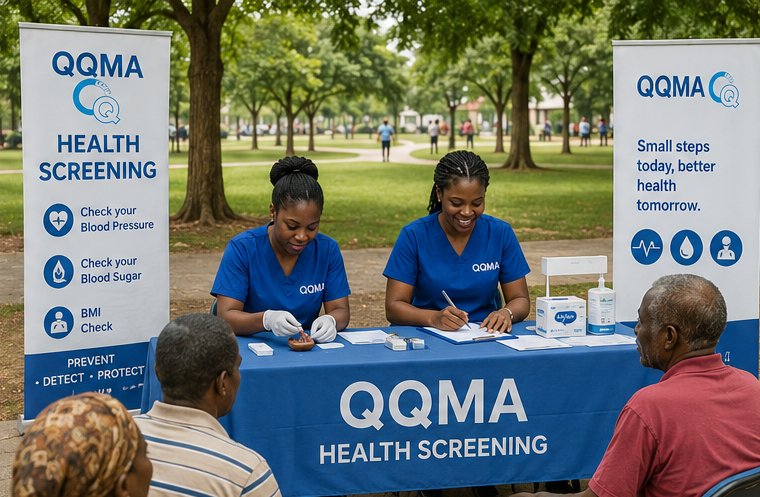 QQMA
HEALTH
SCREENING
Check your
Blood Pressure
Check your
Blood Sugar
BMI
Check
PREVENT
· DETECT · PROTECT
QQMA
QQMA
QQMA
Small steps
today, better
health
tomorrow.
QQMA
HEALTH SCREENING